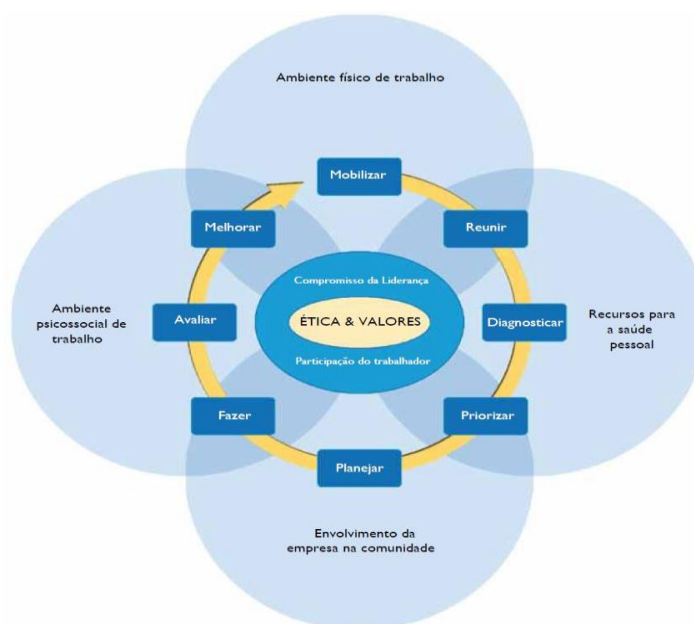 Ambiente físico de trabalho
Mobilizar
Melhorar
Reunir
Compromisso da Liderança
Ambiente
psicossocial de
trabalho
Avaliar
ÉTICA & VALORES
Diagnosticar
Recursos para
a saúde
pessoal
Participação do trabalhador
Fazer
Priorizar
Planejar
Envolvimento da
empresa na comunidade